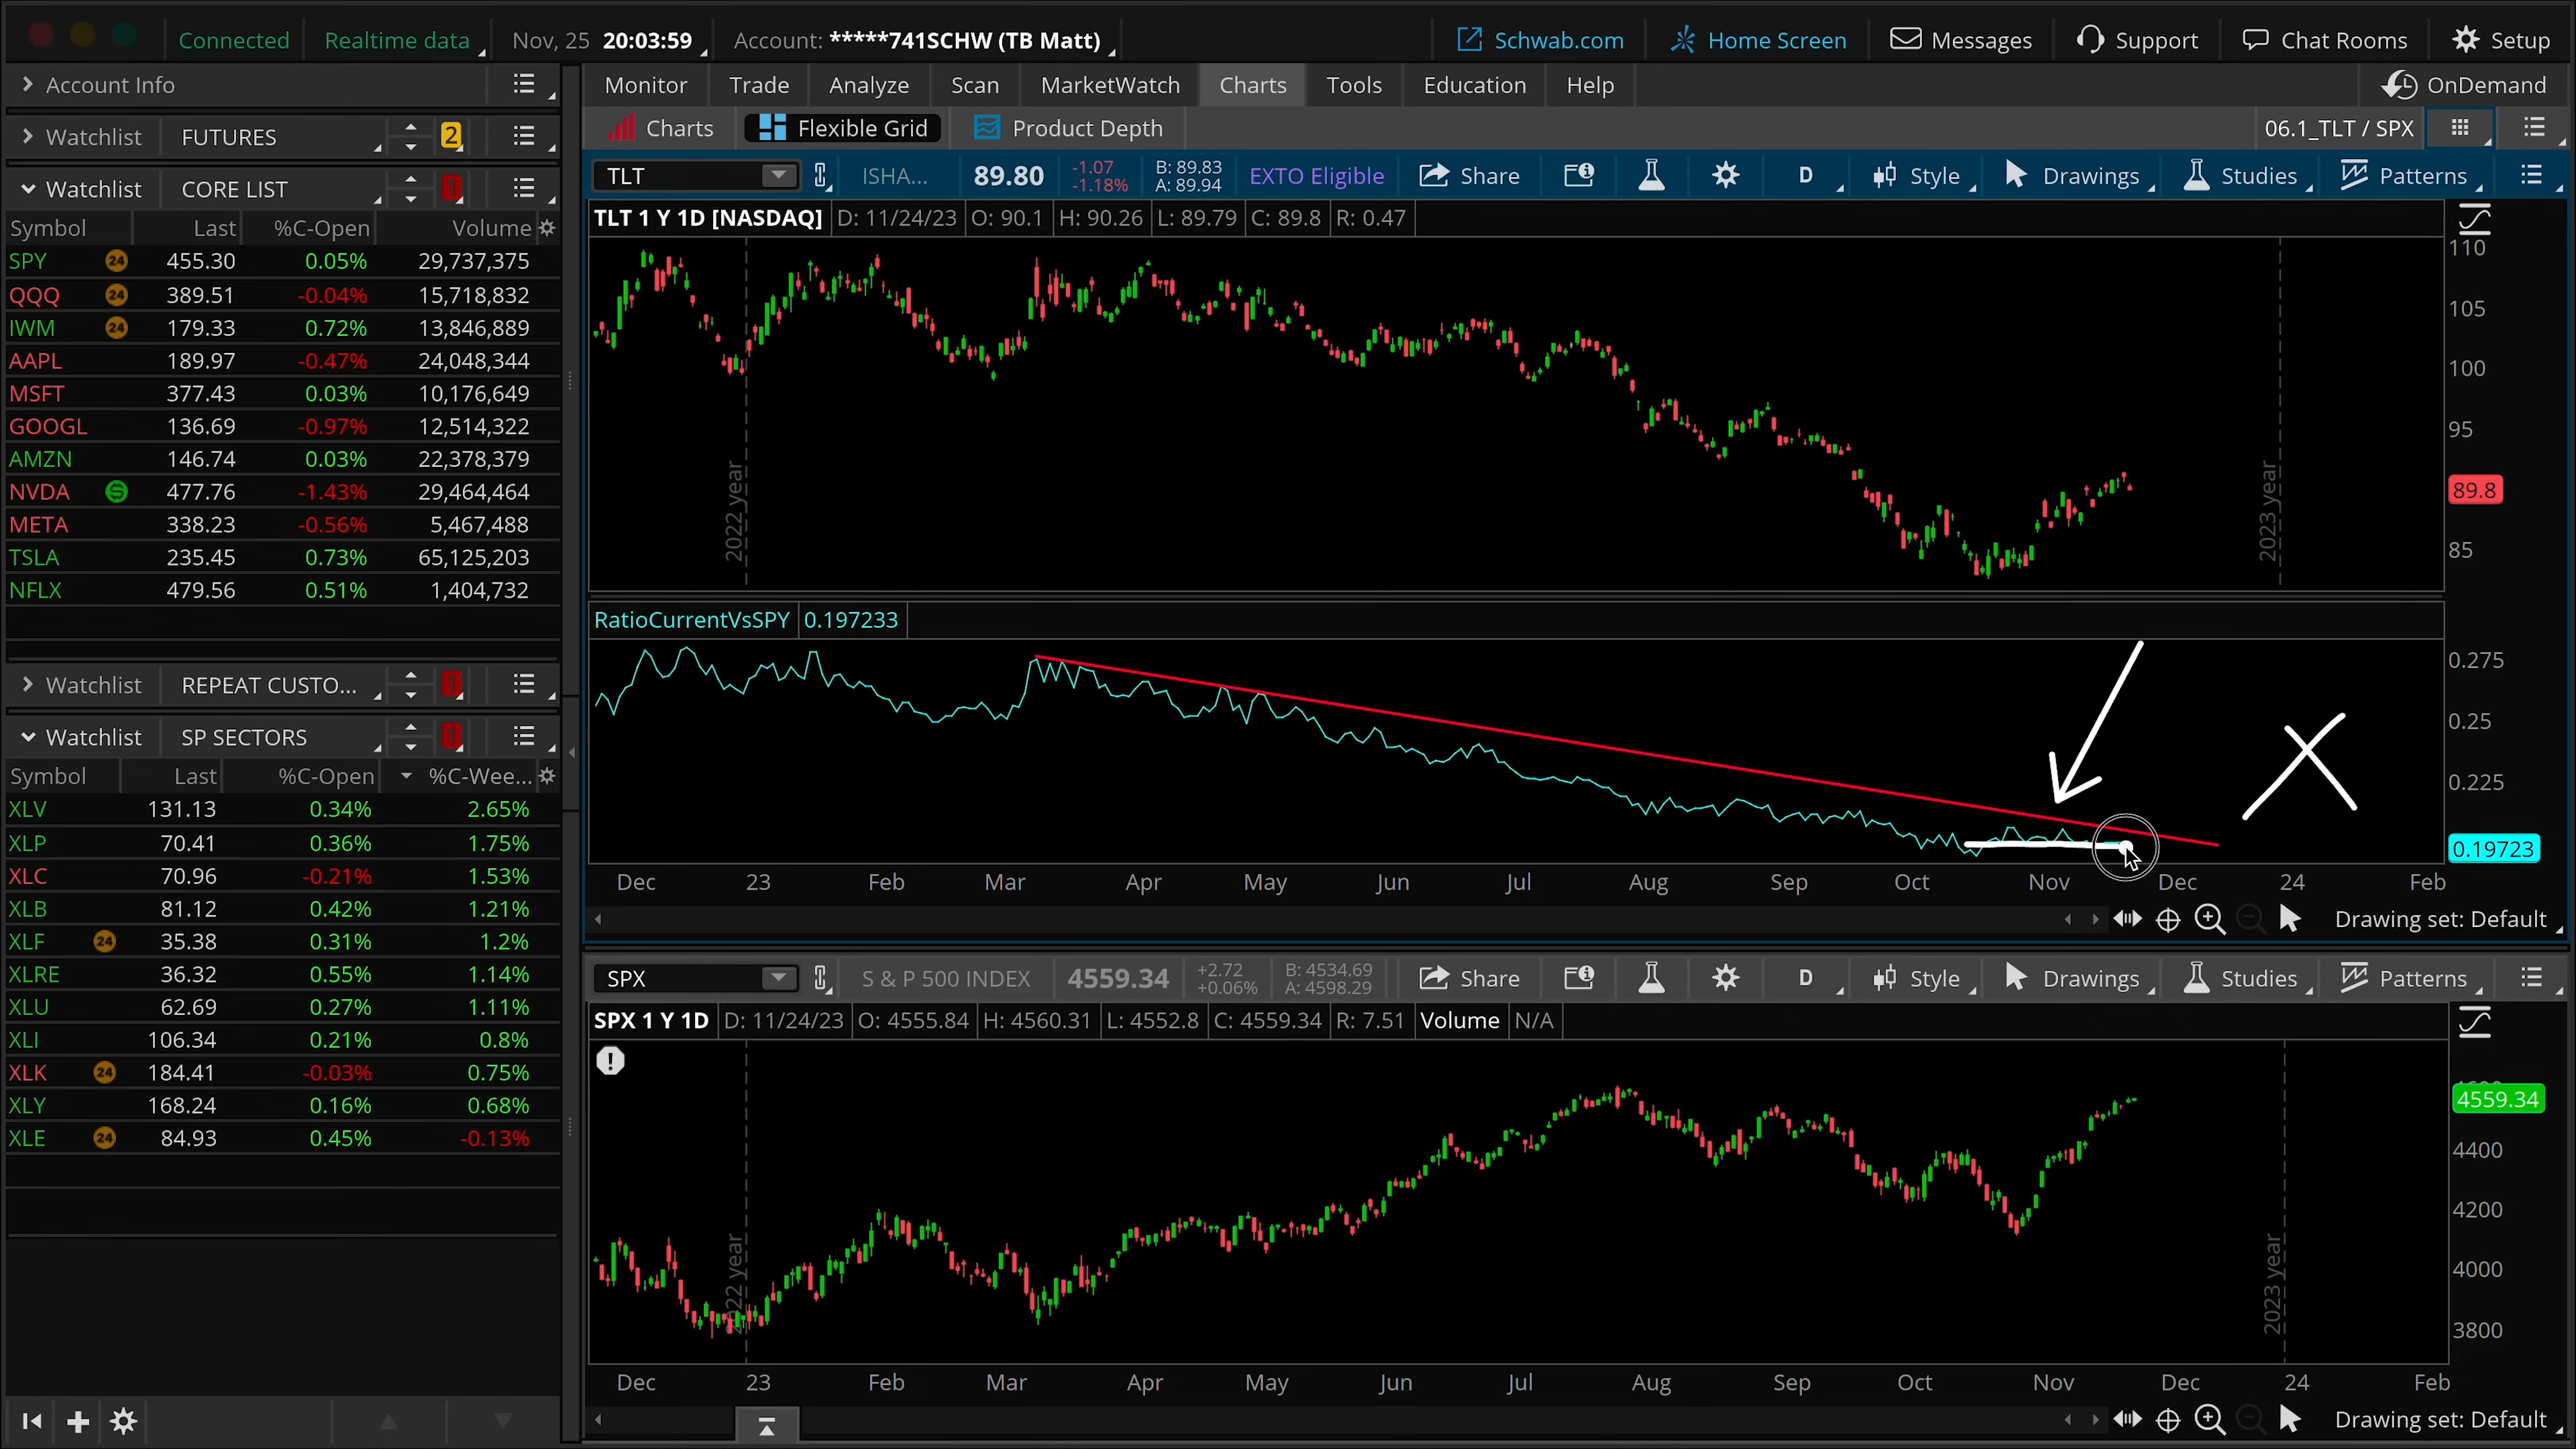 Connected Realtime data Nov, 25 20:03:59 Account: *****741SCHW (TB Matt) Schwab.com Home Screen Messages Support Chat Rooms Setup
Account Info
Monitor Trade Analyze Scan MarketWatch Charts Tools Education Help OnDemand
Watchlist FUTURES 2
Charts Flexible Grid Product Depth 06.1_TLT / SPX
Watchlist CORE LIST 1
Symbol Last %C-Open Volume
SPY 24 455.30 0.05% 29,737,375
QQQ 24 389.51 -0.04% 15,718,832
IWM 24 179.33 0.72% 13,846,889
AAPL 189.97 -0.47% 24,048,344
MSFT 377.43 0.03% 10,176,649
GOOGL 136.69 -0.97% 12,514,322
AMZN 146.74 0.03% 22,378,379
NVDA S 477.76 -1.43% 29,464,464
META 338.23 -0.56% 5,467,488
TSLA 235.45 0.73% 65,125,203
NFLX 479.56 0.51% 1,404,732
Watchlist REPEAT CUSTO... 1
Watchlist SP SECTORS 1
Symbol Last %C-Open %C-Wee...
XLV 131.13 0.34% 2.65%
XLP 70.41 0.36% 1.75%
XLC 70.96 -0.21% 1.53%
XLB 81.12 0.42% 1.21%
XLF 24 35.38 0.31% 1.2%
XLRE 36.32 0.55% 1.14%
XLU 62.69 0.27% 1.11%
XLI 106.34 0.21% 0.8%
XLK 24 184.41 -0.03% 0.75%
XLY 168.24 0.16% 0.68%
XLE 24 84.93 0.45% -0.13%
TLT ISHA... 89.80 -1.07 -1.18% B: 89.83 A: 89.94 EXTO Eligible Share D Style Drawings Studies Patterns
TLT 1 Y 1D [NASDAQ] D: 11/24/23 O: 90.1 H: 90.26 L: 89.79 C: 89.8 R: 0.47
110
105
100
95
89.8
85
2022 year
2023 year
RatioCurrentVsSPY 0.197233
0.275
0.25
0.225
0.19723
Dec 23 Feb Mar Apr May Jun Jul Aug Sep Oct Nov Dec 24 Feb
Drawing set: Default
SPX S & P 500 INDEX 4559.34 +2.72 +0.06% B: 4534.69 A: 4598.29 Share D Style Drawings Studies Patterns
SPX 1 Y 1D D: 11/24/23 O: 4555.84 H: 4560.31 L: 4552.8 C: 4559.34 R: 7.51 Volume N/A
4559.34
4400
4200
4000
3800
2022 year
2023 year
Dec 23 Feb Mar Apr May Jun Jul Aug Sep Oct Nov Dec 24 Feb
Drawing set: Default